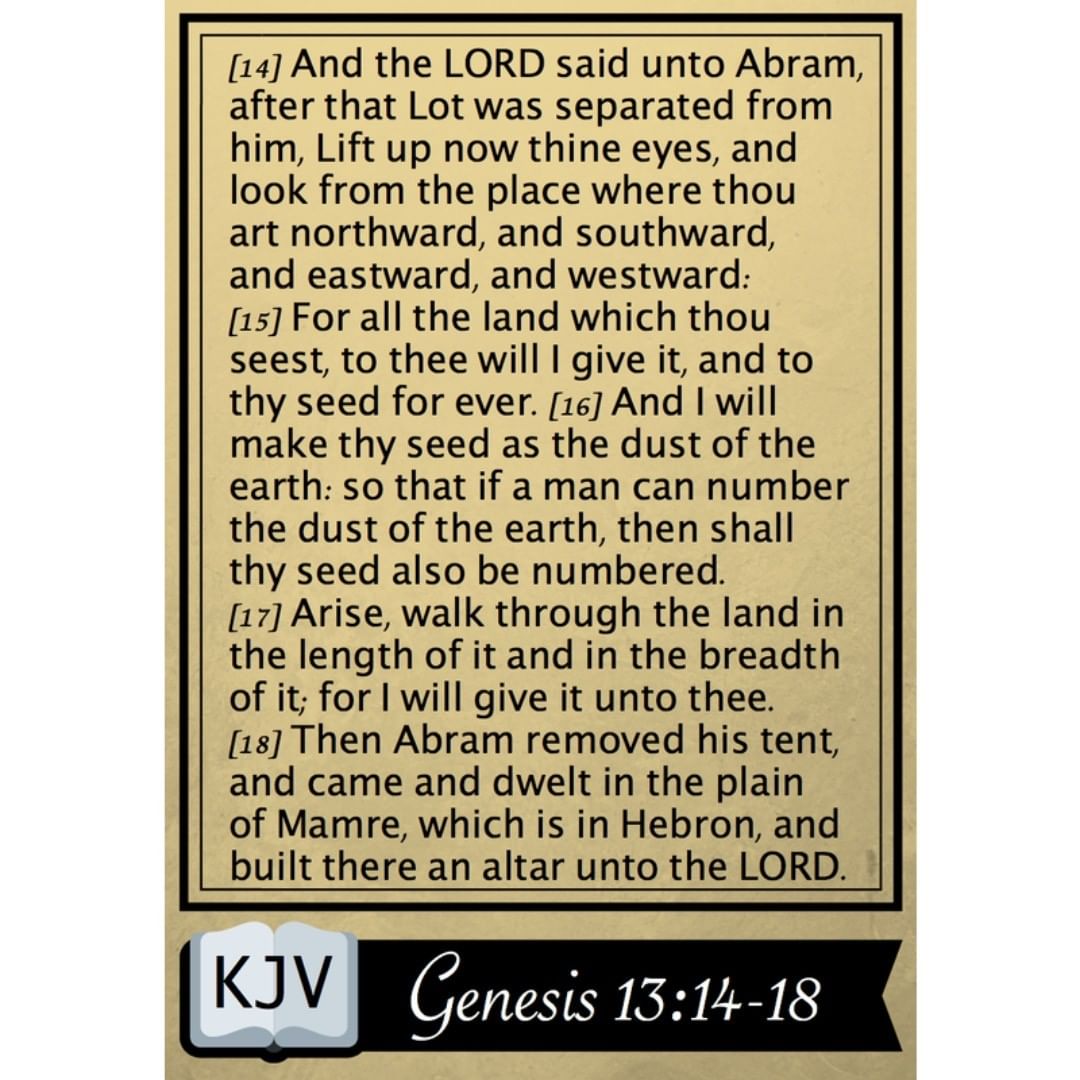 [14] And the LORD said unto Abram,
after that Lot was separated from
him, Lift up now thine eyes, and
look from the place where thou
art northward, and southward,
and eastward, and westward:
[15] For all the land which thou
seest, to thee will I give it, and to
thy seed for ever. [16] And I will
make thy seed as the dust of the
earth: so that if a man can number
the dust of the earth, then shall
thy seed also be numbered.
[17] Arise, walk through the land in
the length of it and in the breadth
of it; for I will give it unto thee.
[18] Then Abram removed his tent,
and came and dwelt in the plain
of Mamre, which is in Hebron, and
built there an altar unto the LORD.
KJV
Genesis 13:14-18